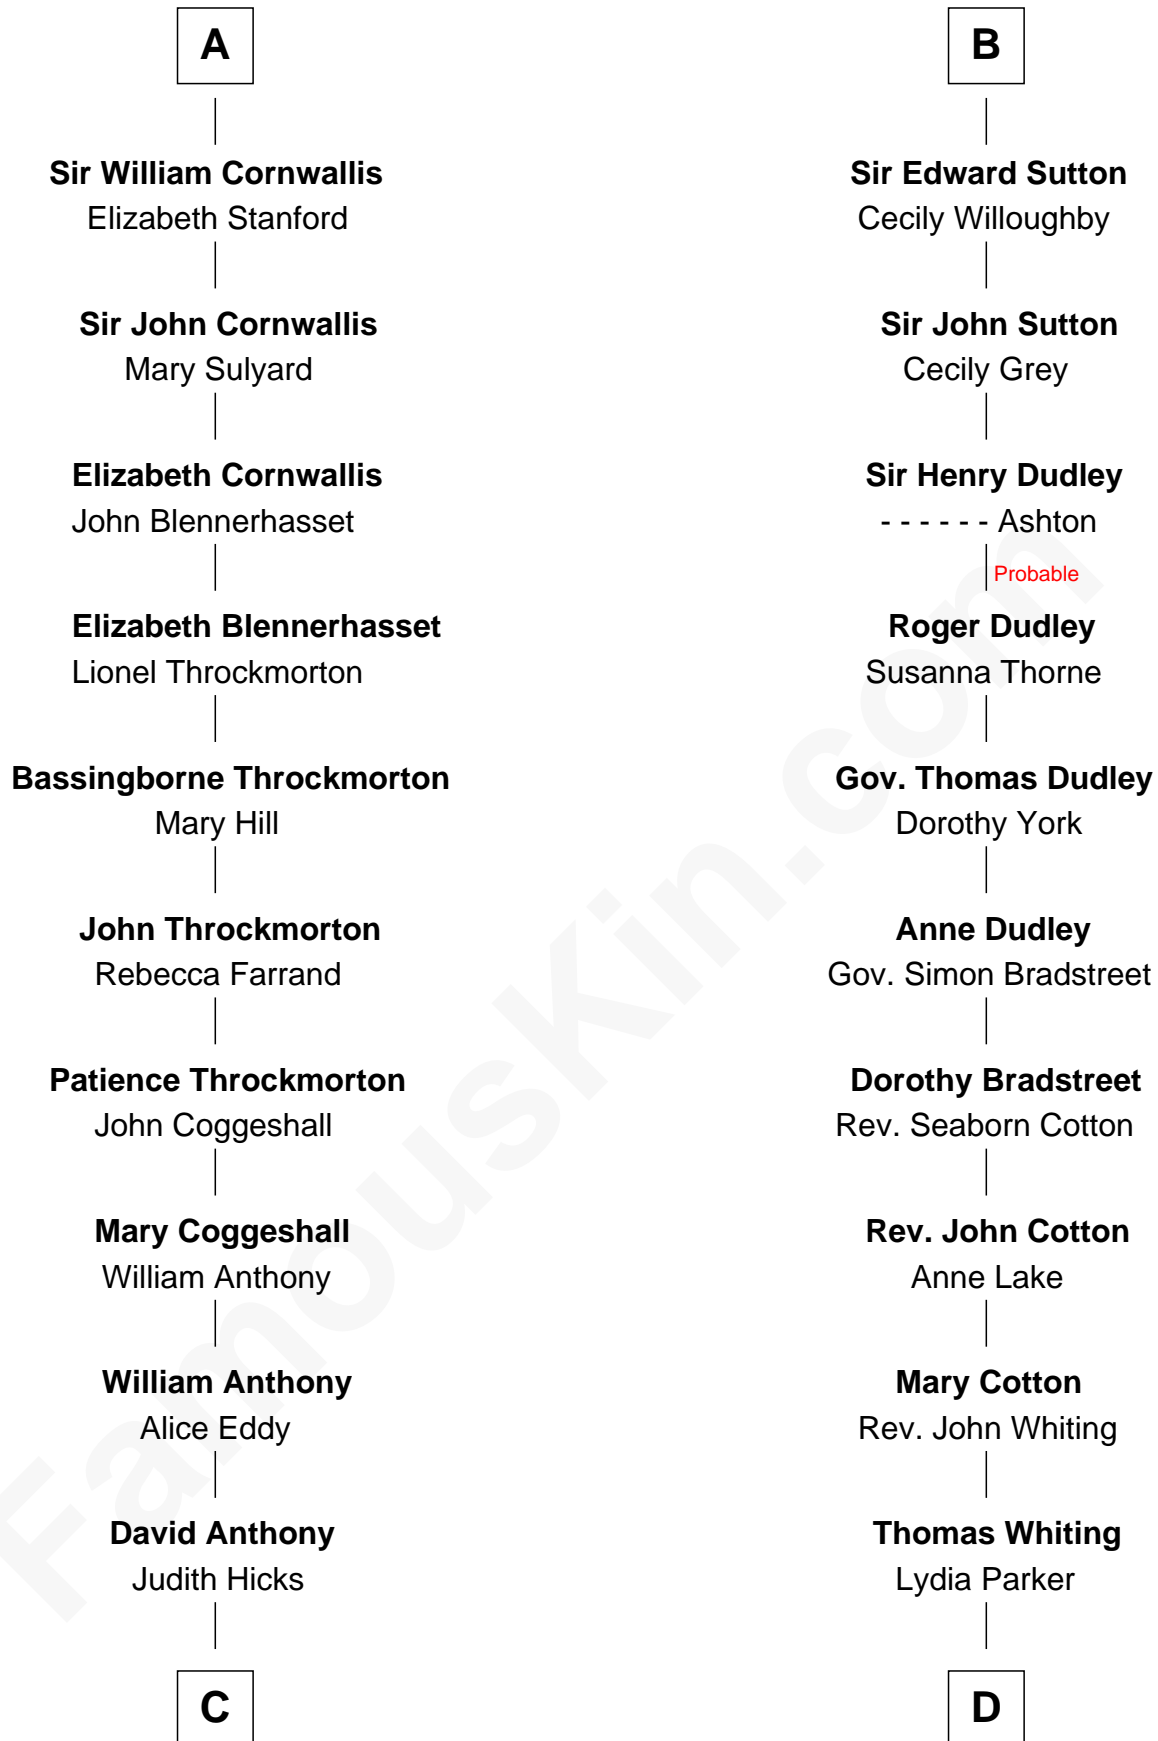 A
Sir William Cornwallis
Elizabeth Stanford
Sir John Cornwallis
Mary Sulyard
Elizabeth Cornwallis
John Blennerhasset
Elizabeth Blennerhasset
Lionel Throckmorton
Bassingborne Throckmorton
Mary Hill
John Throckmorton
Rebecca Farrand
Patience Throckmorton
John Coggeshall
Mary Coggeshall
William Anthony
William Anthony
Alice Eddy
David Anthony
Judith Hicks
C
B
Sir Edward Sutton
Cecily Willoughby
Sir John Sutton
Cecily Grey
Sir Henry Dudley
- - - - - - Ashton
Probable
Roger Dudley
Susanna Thorne
Gov. Thomas Dudley
Dorothy York
Anne Dudley
Gov. Simon Bradstreet
Dorothy Bradstreet
Rev. Seaborn Cotton
Rev. John Cotton
Anne Lake
Mary Cotton
Rev. John Whiting
Thomas Whiting
Lydia Parker
D
FamousKin.com